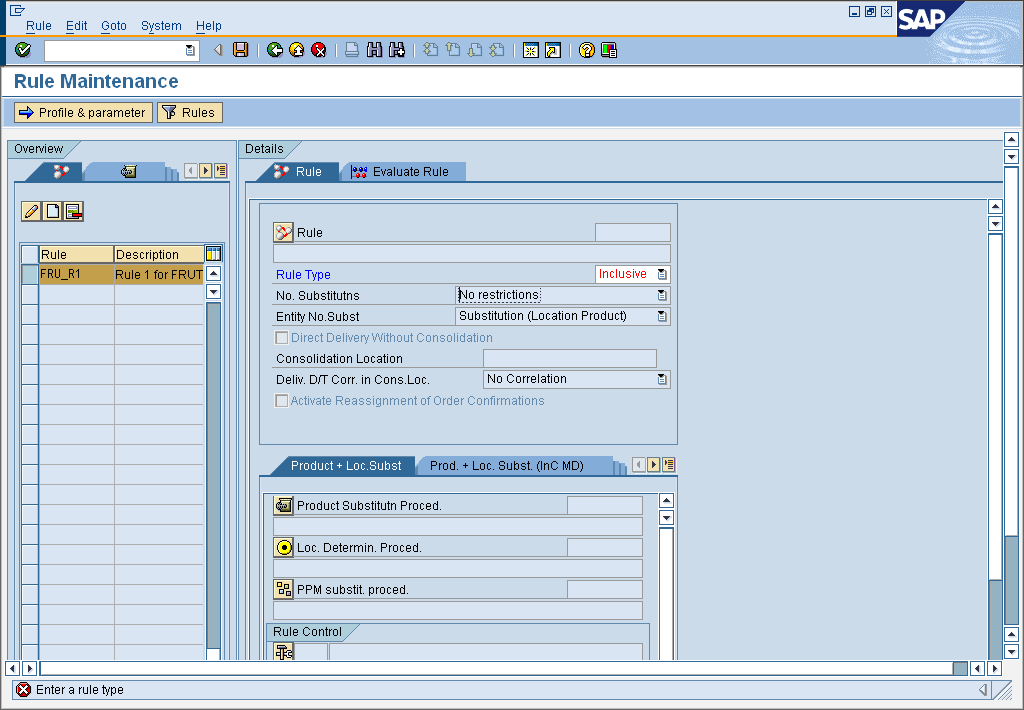 Rule Edit Goto System Help
SAP
Rule Maintenance
Profile & parameter Rules
Overview
Details
Rule Evaluate Rule
Rule Description
FRU_R1 Rule 1 for FRUT
Rule
Rule Type Inclusive
No. Substitutns No restrictions
Entity No.Subst Substitution (Location Product)
Direct Delivery Without Consolidation
Consolidation Location
Deliv. D/T Corr. in Cons.Loc. No Correlation
Activate Reassignment of Order Confirmations
Product + Loc.Subst Prod. + Loc. Subst. (InC MD)
Product Substitutn Proced.
Loc. Determin. Proced.
PPM substit. proced.
Rule Control
Enter a rule type